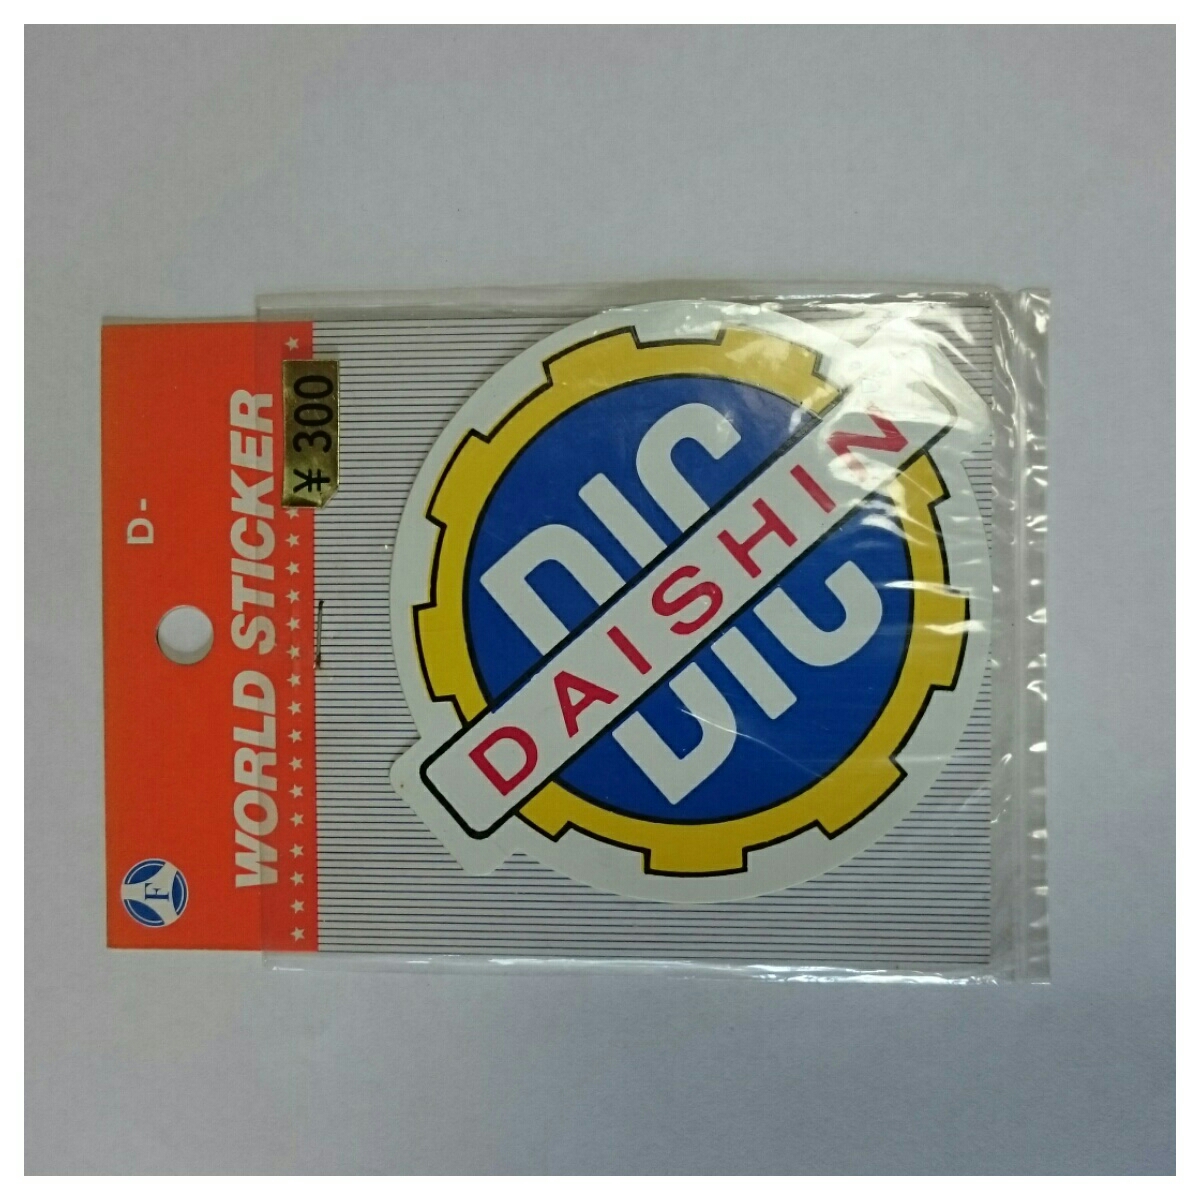 D-
F
WORLD STICKER
¥300
DIC
DAISHIN
DIC